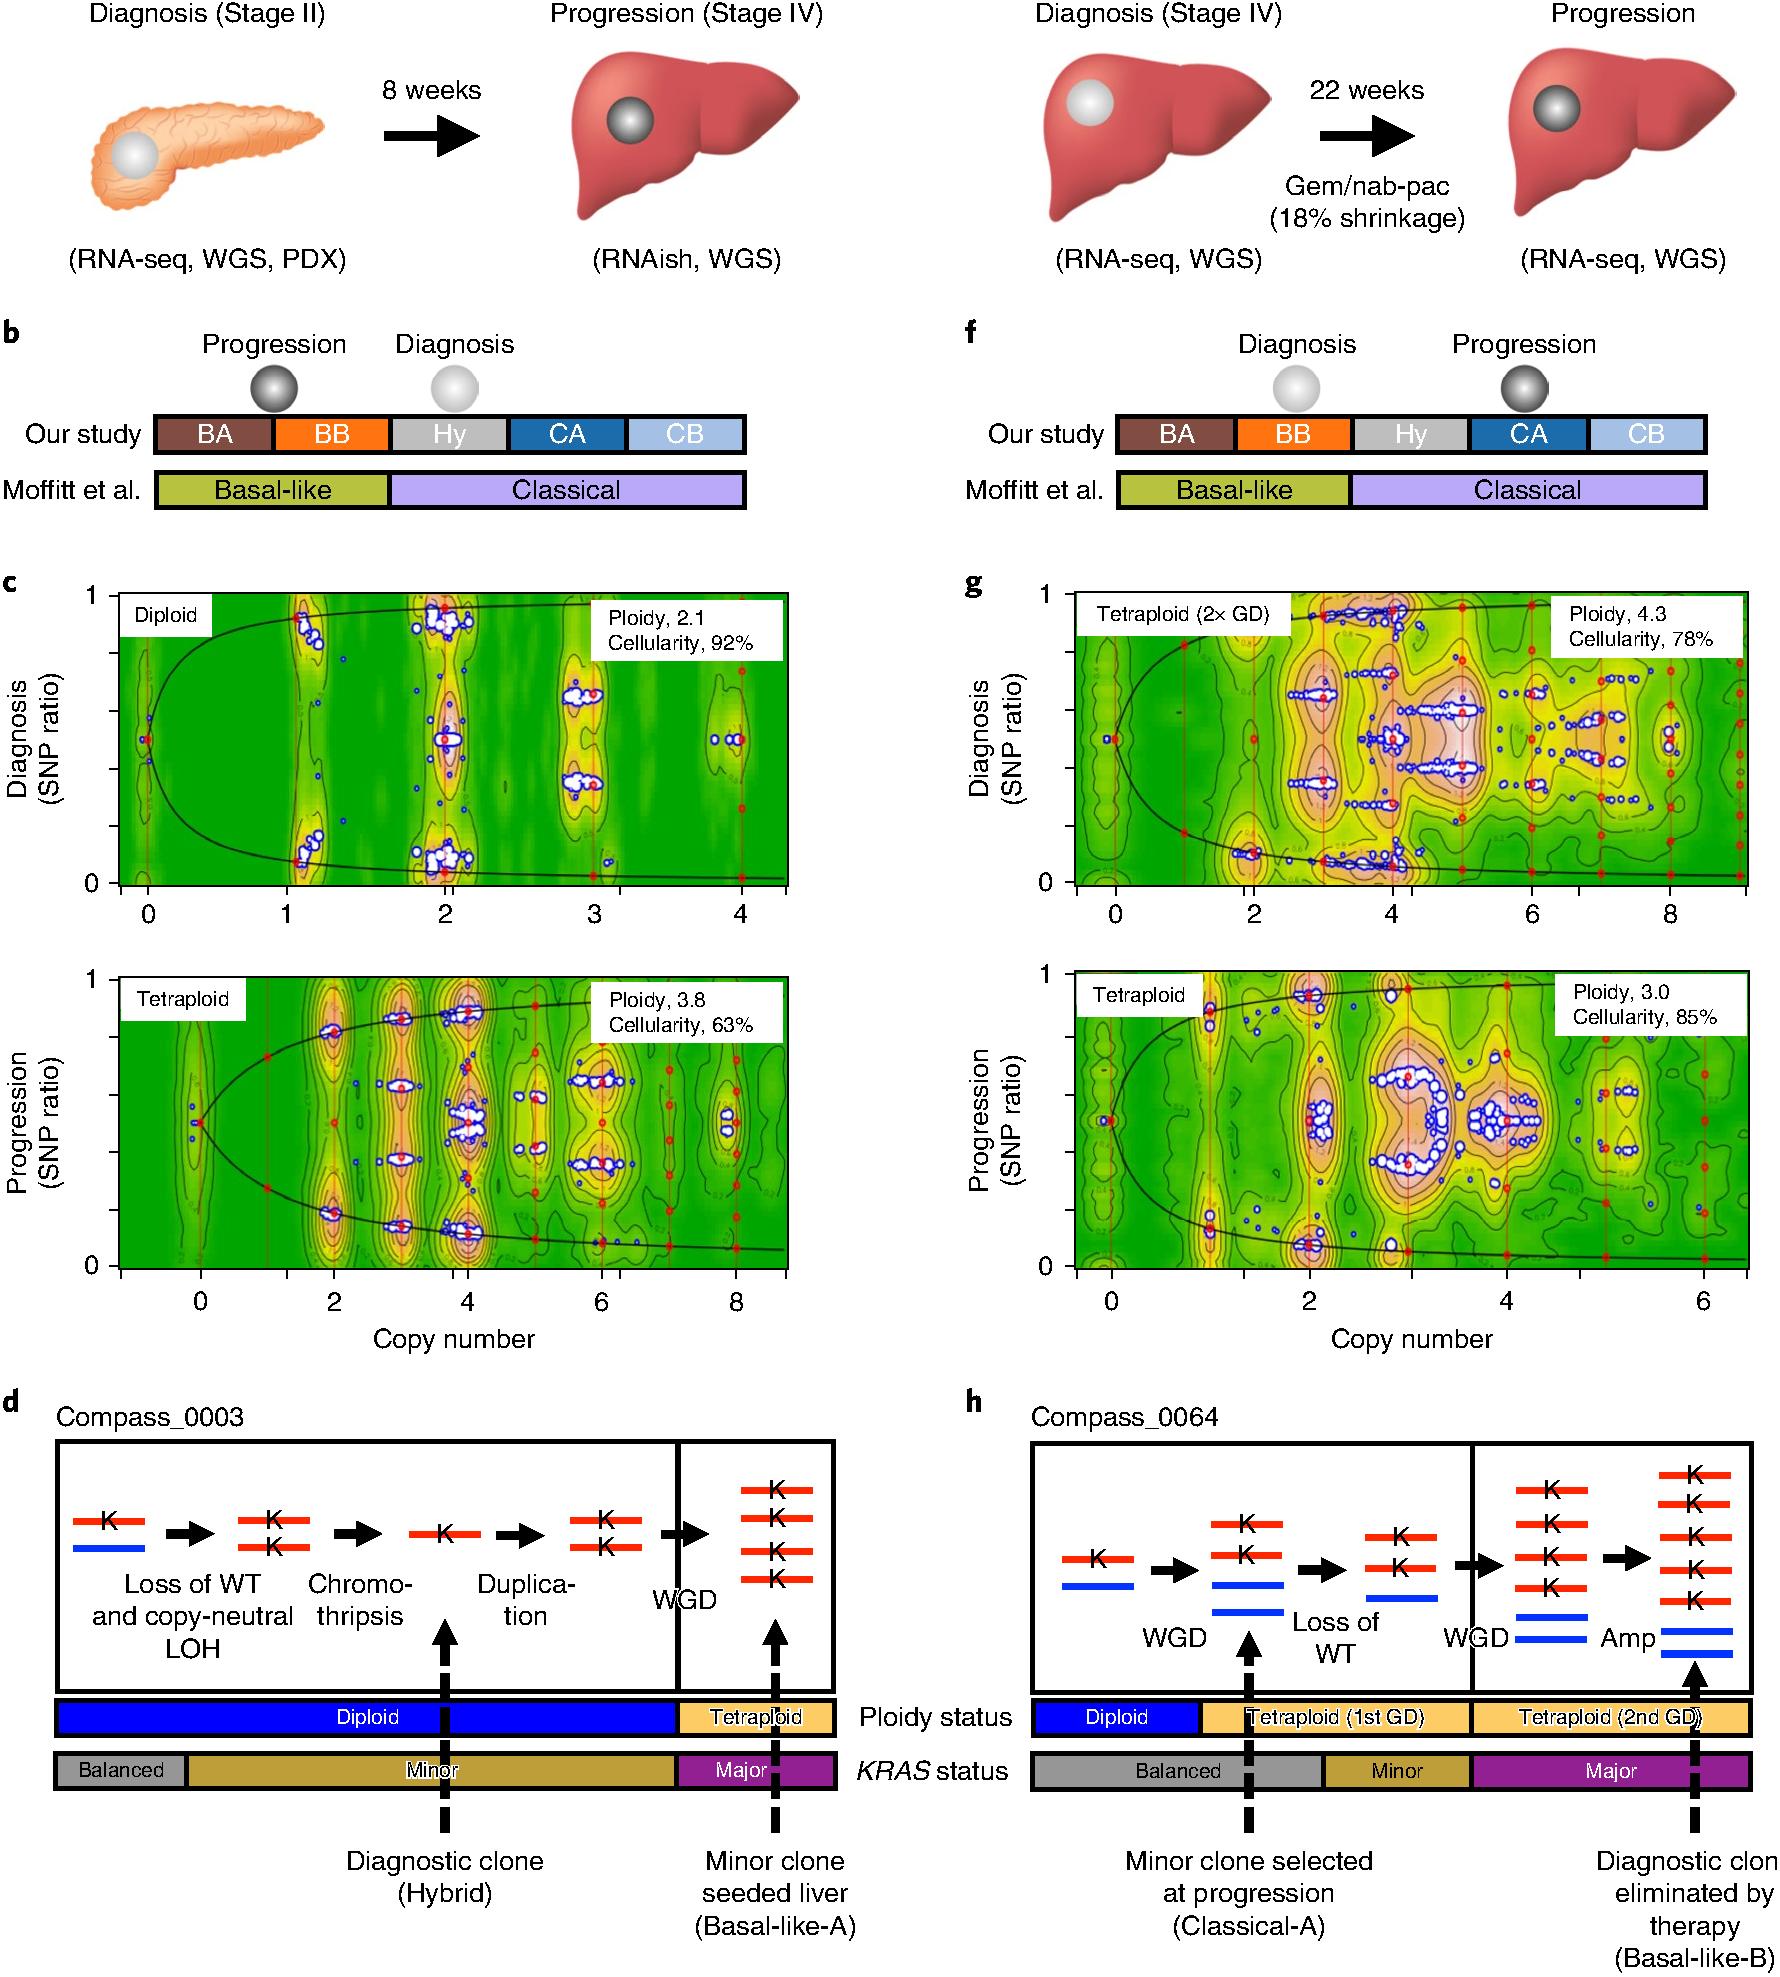 Diagnosis (Stage II)
Progression (Stage IV)
8 weeks
(RNA-seq, WGS, PDX)
(RNAish, WGS)
Diagnosis (Stage IV)
Progression
22 weeks
Gem/nab-pac
(18% shrinkage)
(RNA-seq, WGS)
(RNA-seq, WGS)
b
Progression
Diagnosis
Our study
BA
BB
Hy
CA
CB
Moffitt et al.
Basal-like
Classical
f
Diagnosis
Progression
Our study
BA
BB
Hy
CA
CB
Moffitt et al.
Basal-like
Classical
c
Diploid
Ploidy, 2.1
Cellularity, 92%
Diagnosis
(SNP ratio)
1
0
0 1 2 3 4
Tetraploid
Ploidy, 3.8
Cellularity, 63%
Progression
(SNP ratio)
1
0
0 2 4 6 8
Copy number
g
Tetraploid (2× GD)
Ploidy, 4.3
Cellularity, 78%
Diagnosis
(SNP ratio)
1
0
0 2 4 6 8
Tetraploid
Ploidy, 3.0
Cellularity, 85%
Progression
(SNP ratio)
1
0
0 2 4 6
Copy number
d
Compass_0003
K
K
K
K
K
K
K
K
K
K
Loss of WT
and copy-neutral
LOH
Chromo-
thripsis
Duplica-
tion
WGD
Diploid
Tetraploid
Ploidy status
Balanced
Minor
Major
KRAS status
Diagnostic clone
(Hybrid)
Minor clone
seeded liver
(Basal-like-A)
h
Compass_0064
K
K
K
K
K
K
K
K
K
K
K
K
K
K
WGD
Loss of
WT
WGD
Amp
Diploid
Tetraploid (1st GD)
Tetraploid (2nd GD)
Balanced
Minor
Major
Minor clone selected
at progression
(Classical-A)
Diagnostic clon
eliminated by
therapy
(Basal-like-B)